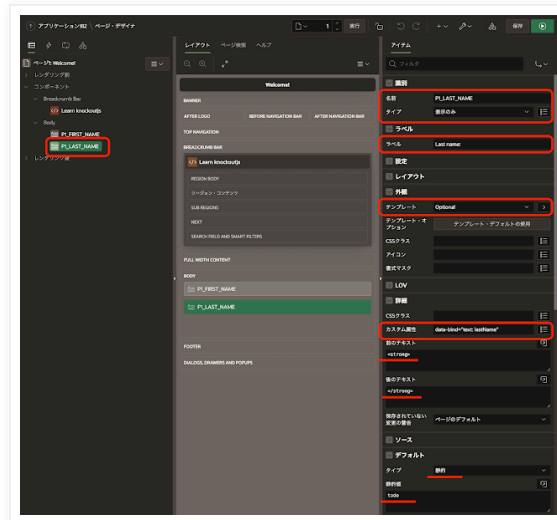 アプリケーション102 \ ページ・デザイナ
1
実行
保存
ページ1: Welcome!
レンダリング前
コンポーネント
Breadcrumb Bar
Learn knockoutjs
Body
P1_FIRST_NAME
P1_LAST_NAME
レンダリング後
レイアウト ページ検索 ヘルプ
Welcome!
BANNER
AFTER LOGO BEFORE NAVIGATION BAR AFTER NAVIGATION BAR
TOP NAVIGATION
BREADCRUMB BAR
Learn knockoutjs
REGION BODY
リージョン・コンテンツ
SUB REGIONS
NEXT
SEARCH FIELD AND SMART FILTERS
FULL WIDTH CONTENT
BODY
P1_FIRST_NAME
P1_LAST_NAME
FOOTER
DIALOGS, DRAWERS AND POPUPS
アイテム
フィルタ
識別
名前 P1_LAST_NAME
タイプ 表示のみ
ラベル
ラベル Last name:
設定
レイアウト
外観
テンプレート Optional
テンプレート・オプション テンプレート・デフォルトの使用
CSSクラス
アイコン
書式マスク
LOV
詳細
CSSクラス
カスタム属性 data-bind="text: lastName"
前のテキスト
<strong>
後のテキスト
</strong>
保存されていない変更の警告 ページのデフォルト
ソース
デフォルト
タイプ 静的
静的値
todo